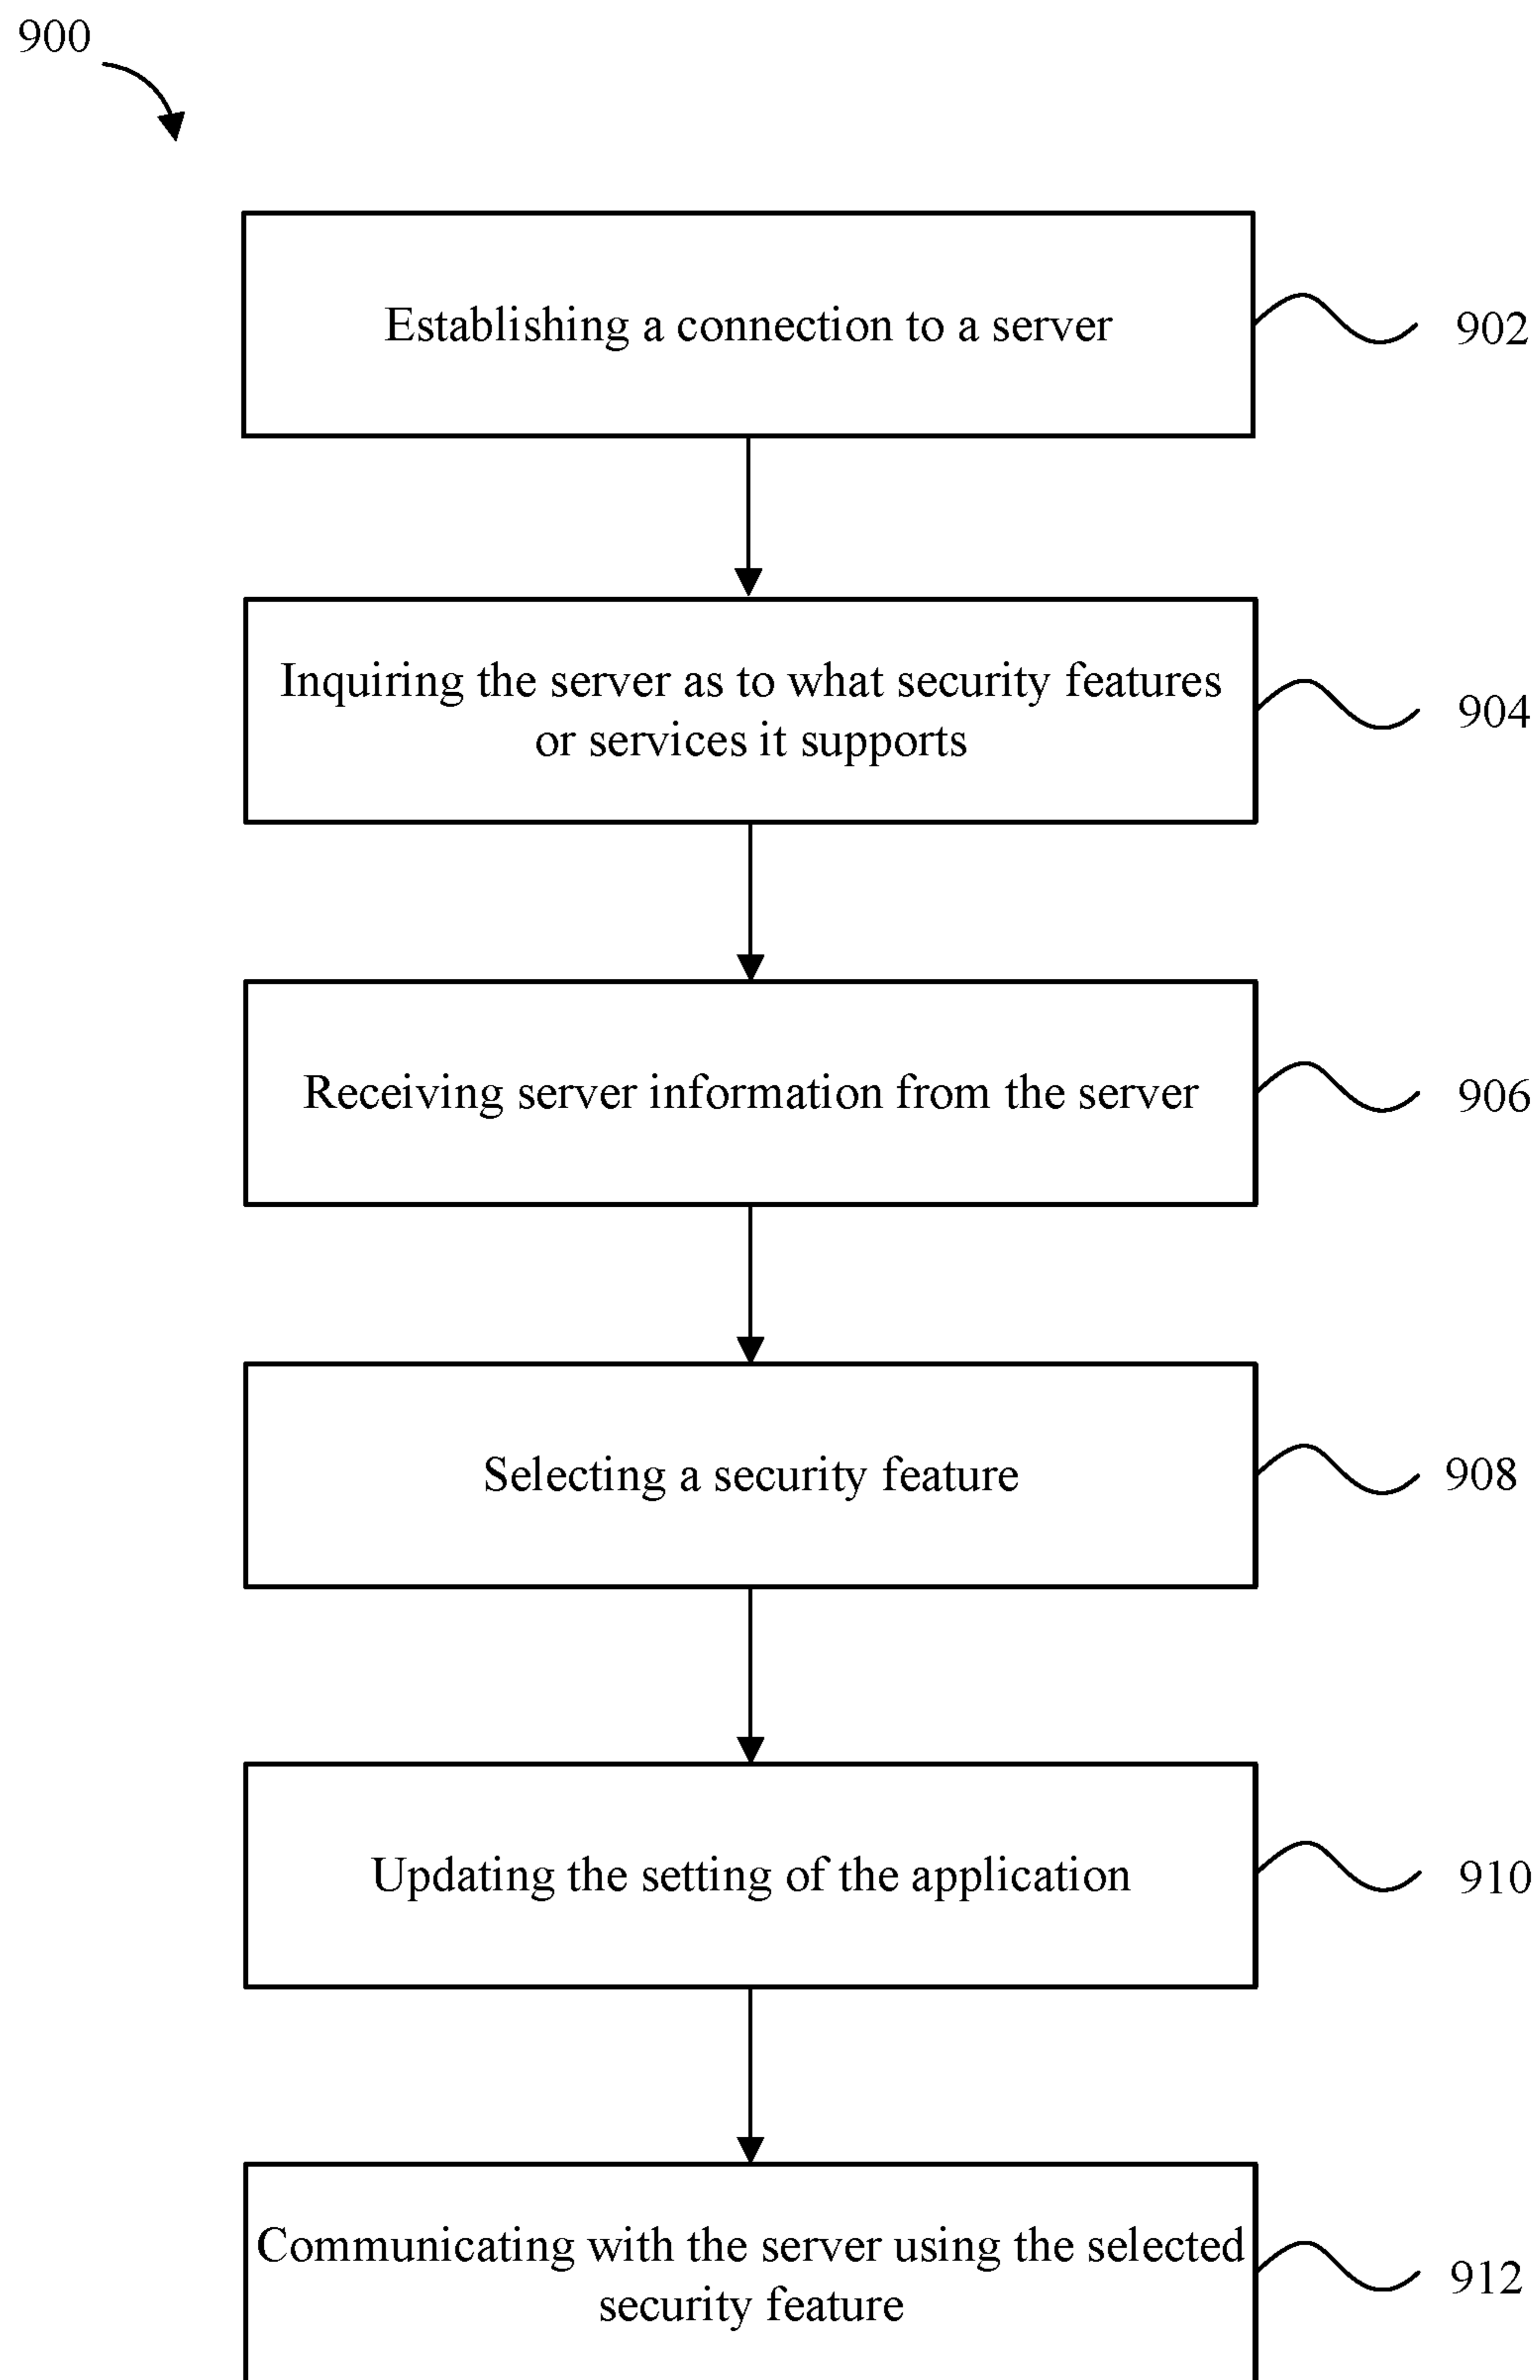 900
Establishing a connection to a server
902
Inquiring the server as to what security features
or services it supports
904
Receiving server information from the server
906
Selecting a security feature
908
Updating the setting of the application
910
Communicating with the server using the selected
security feature
912